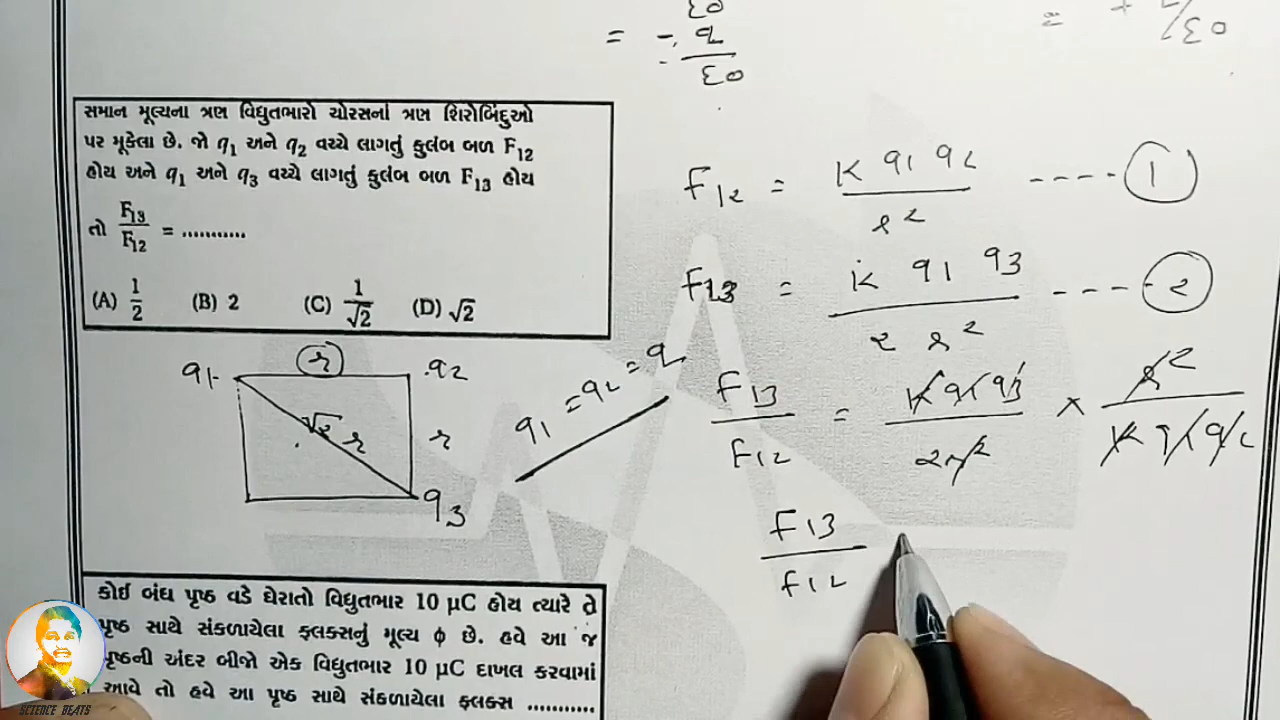 ε0
= - q
ε0
= + q/ε0
સમાન મૂલ્યના ત્રણ વિદ્યુતભારો ચોરસનાં ત્રણ શિરોબિંદુઓ
પર મૂકેલા છે. જો q₁ અને q₂ વચ્ચે લાગતું કુલંબ બળ F₁₂
હોય અને q₁ અને q₃ વચ્ચે લાગતું કુલંબ બળ F₁₃ હોય
તો F₁₃/F₁₂ = ...........
(A) 1/2 (B) 2 (C) 1/√2 (D) √2
F12 = K q1 q2 / r² ---- 1
F13 = K q1 q3 / 2 r² ---- 2
F13/F12 = K q1 q3 / 2r² × r² / K q1 q2
F13/F12
q1 r q2
√2 r r
q3
q1 = q2 = q
કોઈ બંધ પૃષ્ઠ વડે ઘેરાતો વિદ્યુતભાર 10 μC હોય ત્યારે તે
પૃષ્ઠ સાથે સંકળાયેલા ફ્લક્સનું મૂલ્ય ϕ છે. હવે આ જ
પૃષ્ઠની અંદર બીજો એક વિદ્યુતભાર 10 μC દાખલ કરવામાં
આવે તો હવે આ પૃષ્ઠ સાથે સંકળાયેલા ફ્લક્સ ...........
SCIENCE BEATS